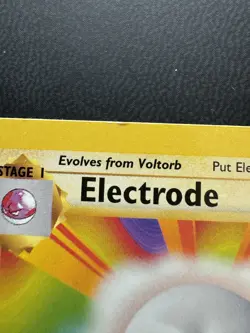 Evolves from Voltorb
Put Ele
STAGE 1
Electrode